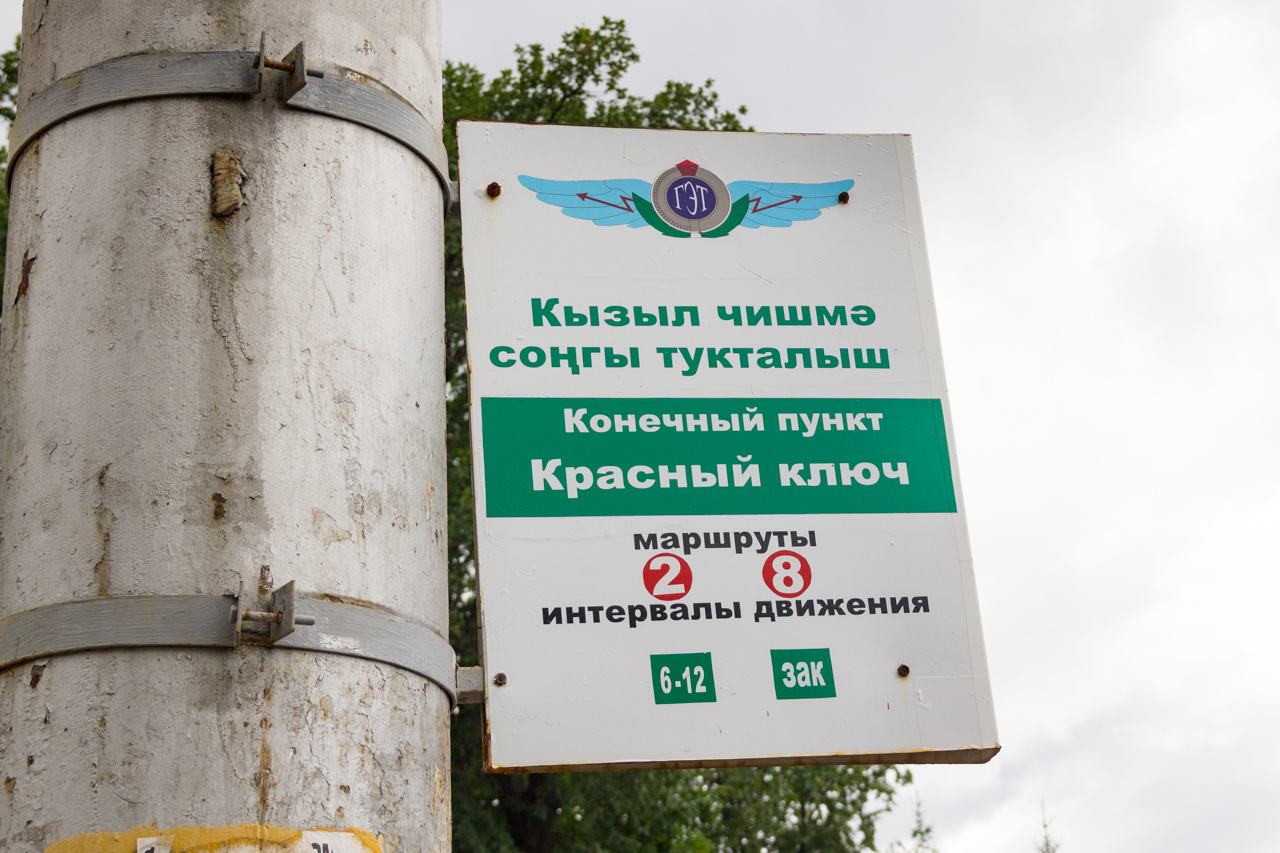 ГЭТ
Кызыл чишмә
соңгы тукталыш
Конечный пункт
Красный ключ
маршруты
2 8
интервалы движения
6-12 зак